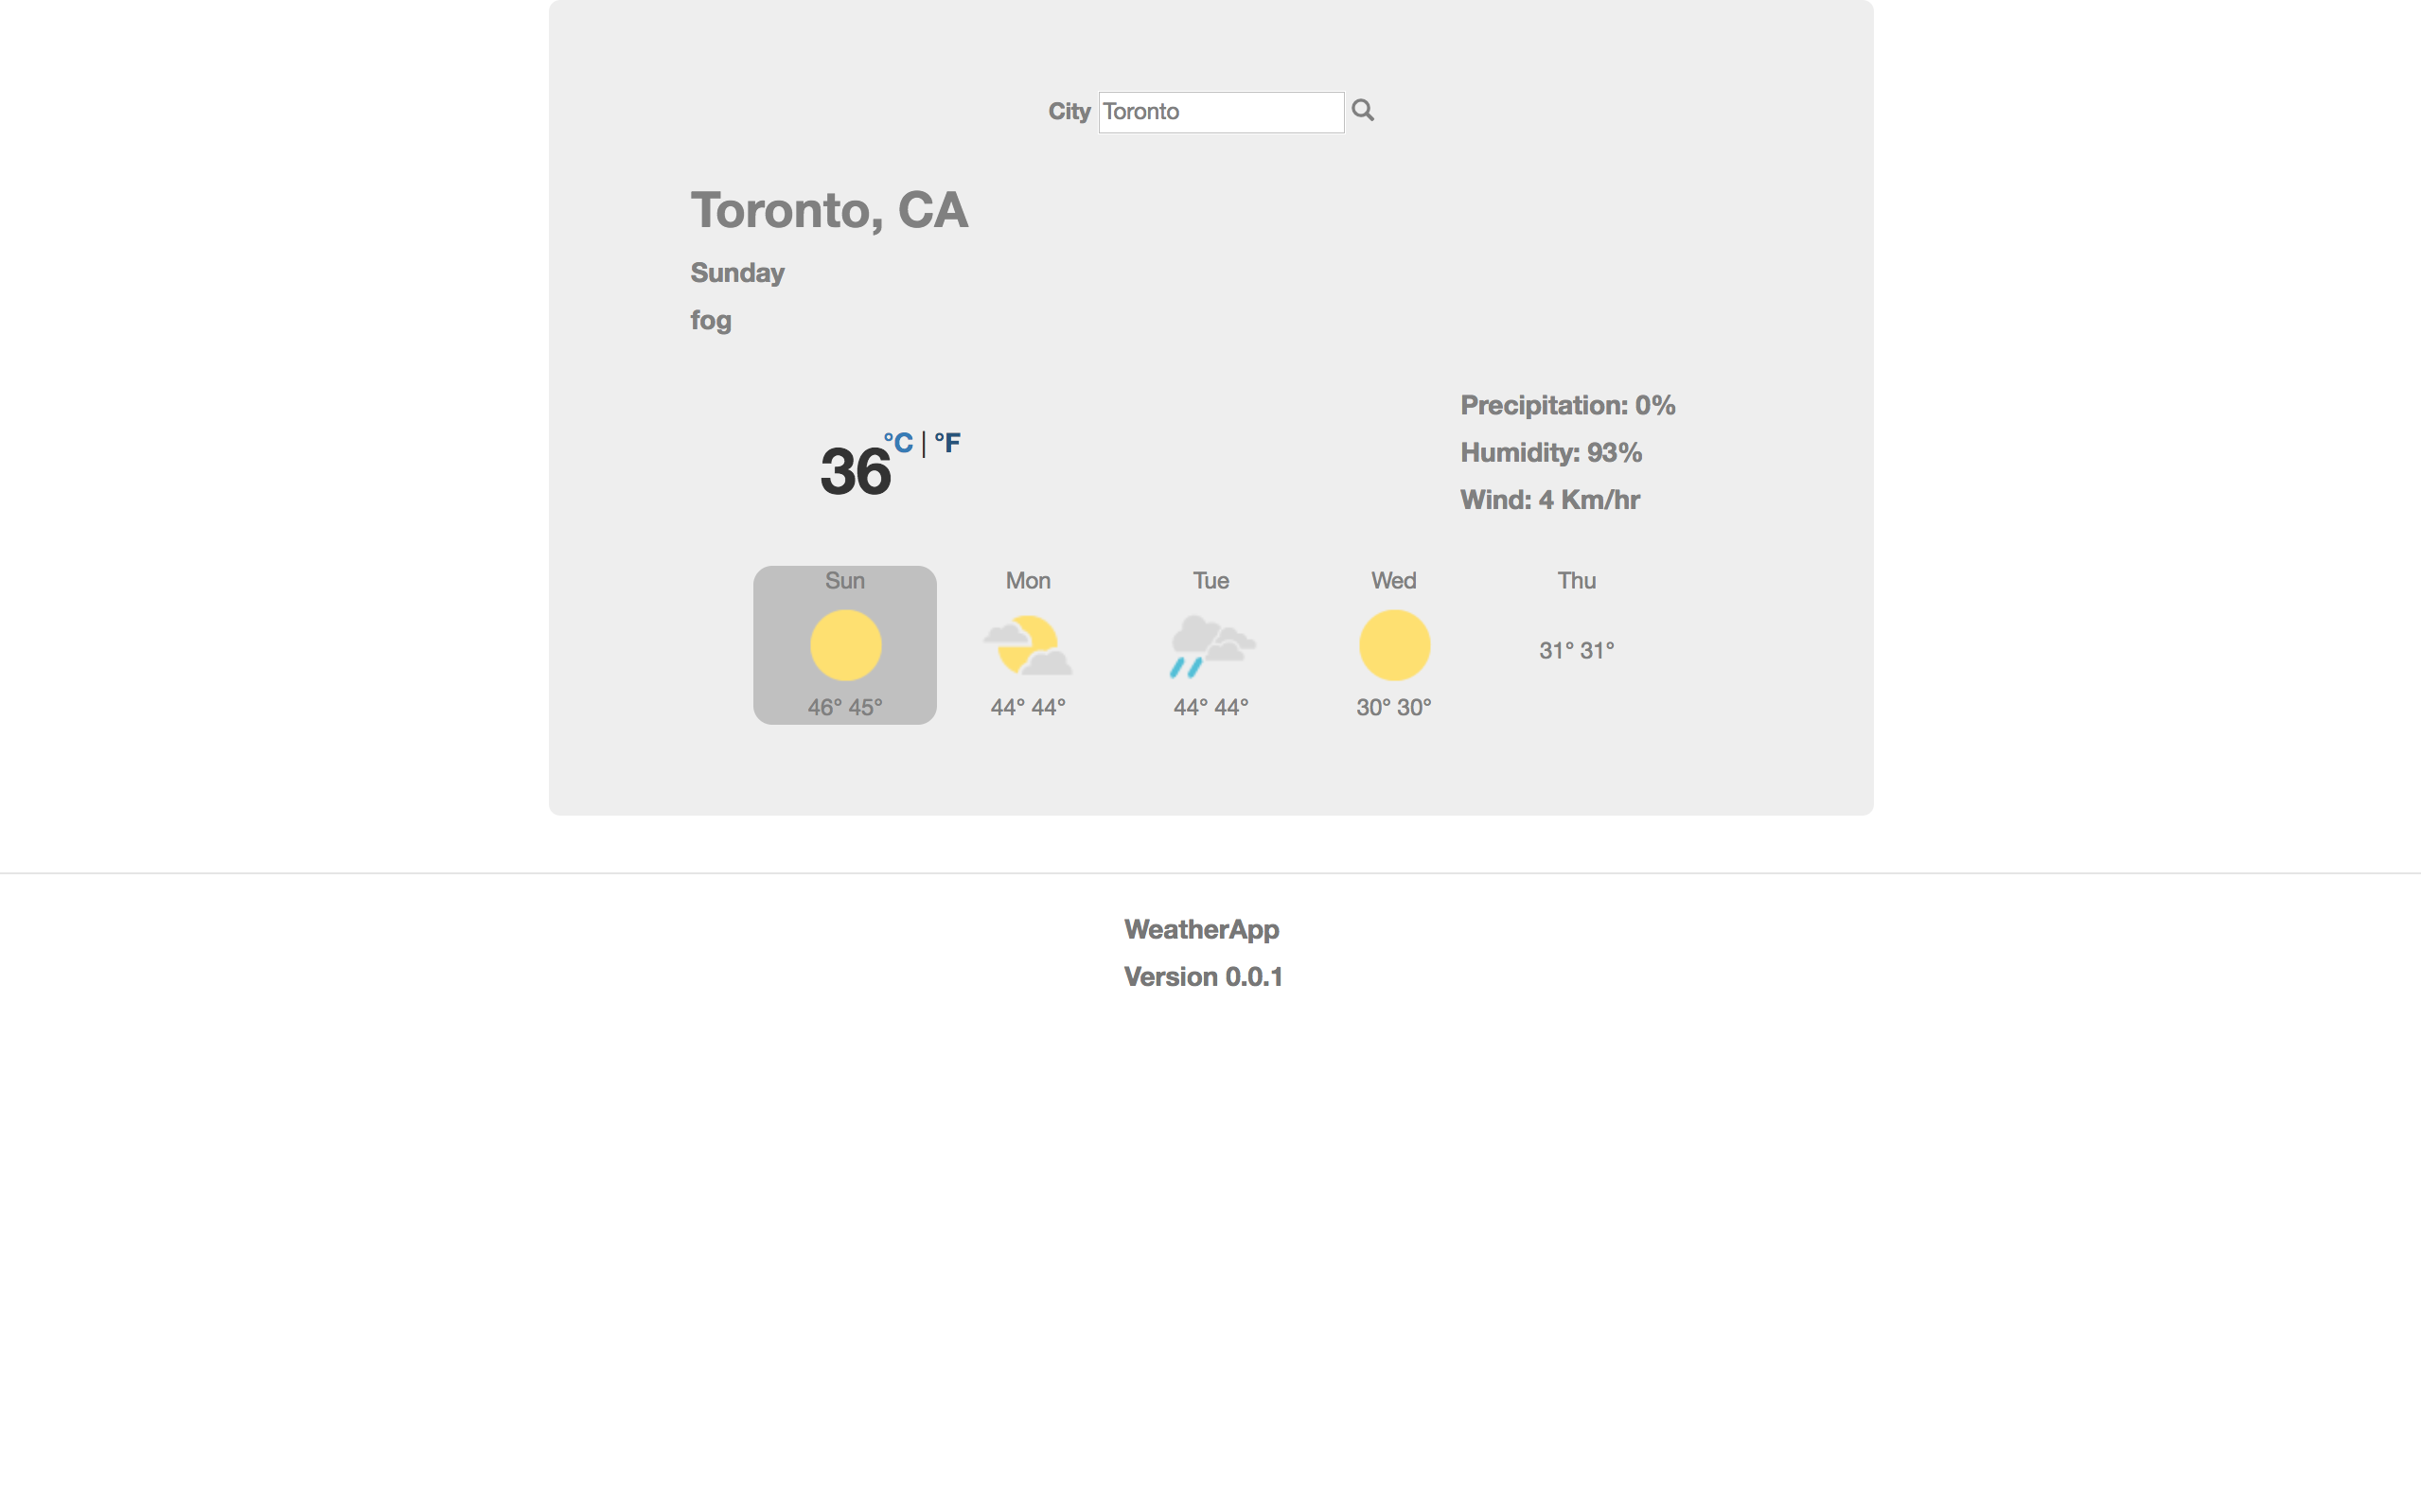 City Toronto
Toronto, CA
Sunday
fog
36 °C | °F
Precipitation: 0%
Humidity: 93%
Wind: 4 Km/hr
Sun Mon Tue Wed Thu
31° 31°
46° 45° 44° 44° 44° 44° 30° 30°
WeatherApp
Version 0.0.1